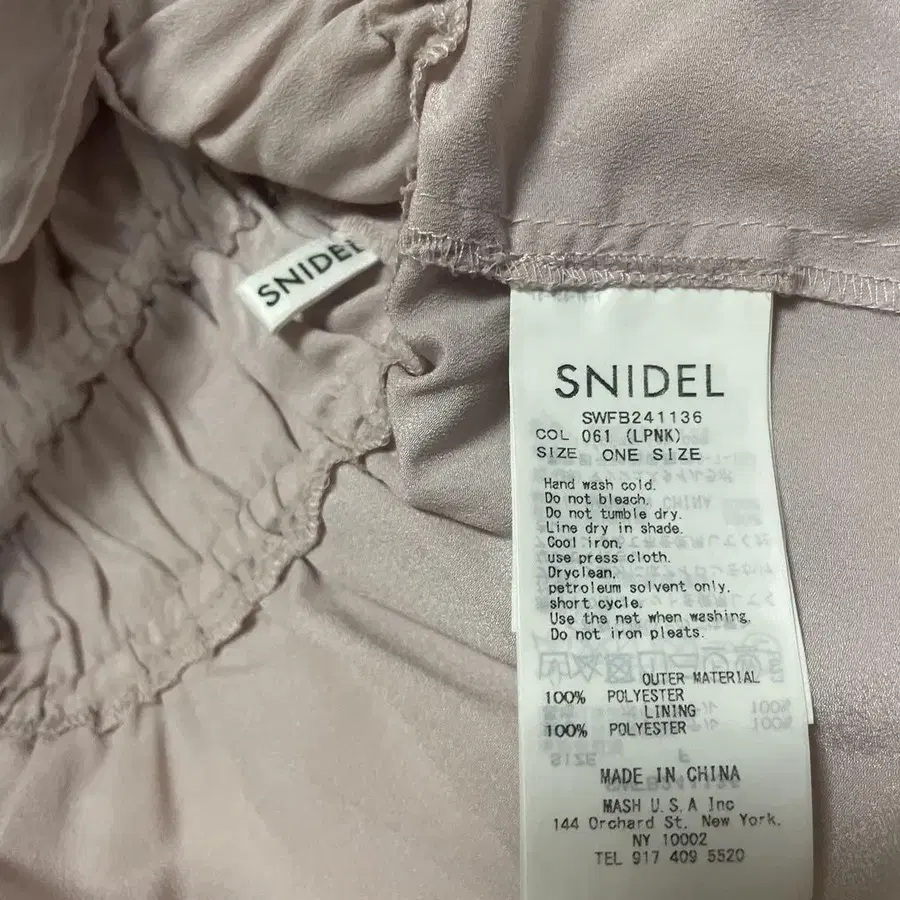 SNIDEL
SNIDEL
SWFB241136
COL 061 (LPNK)
SIZE ONE SIZE
Hand wash cold.
Do not bleach.
Do not tumble dry.
Line dry in shade.
Cool iron.
use press cloth.
Dryclean,
petroleum solvent only.
short cycle.
Use the net when washing.
Do not iron pleats.
OUTER MATERIAL
100% POLYESTER
LINING
100% POLYESTER
MADE IN CHINA
MASH U.S.A Inc
144 Orchard St. New York.
NY 10002
TEL 917 409 5520